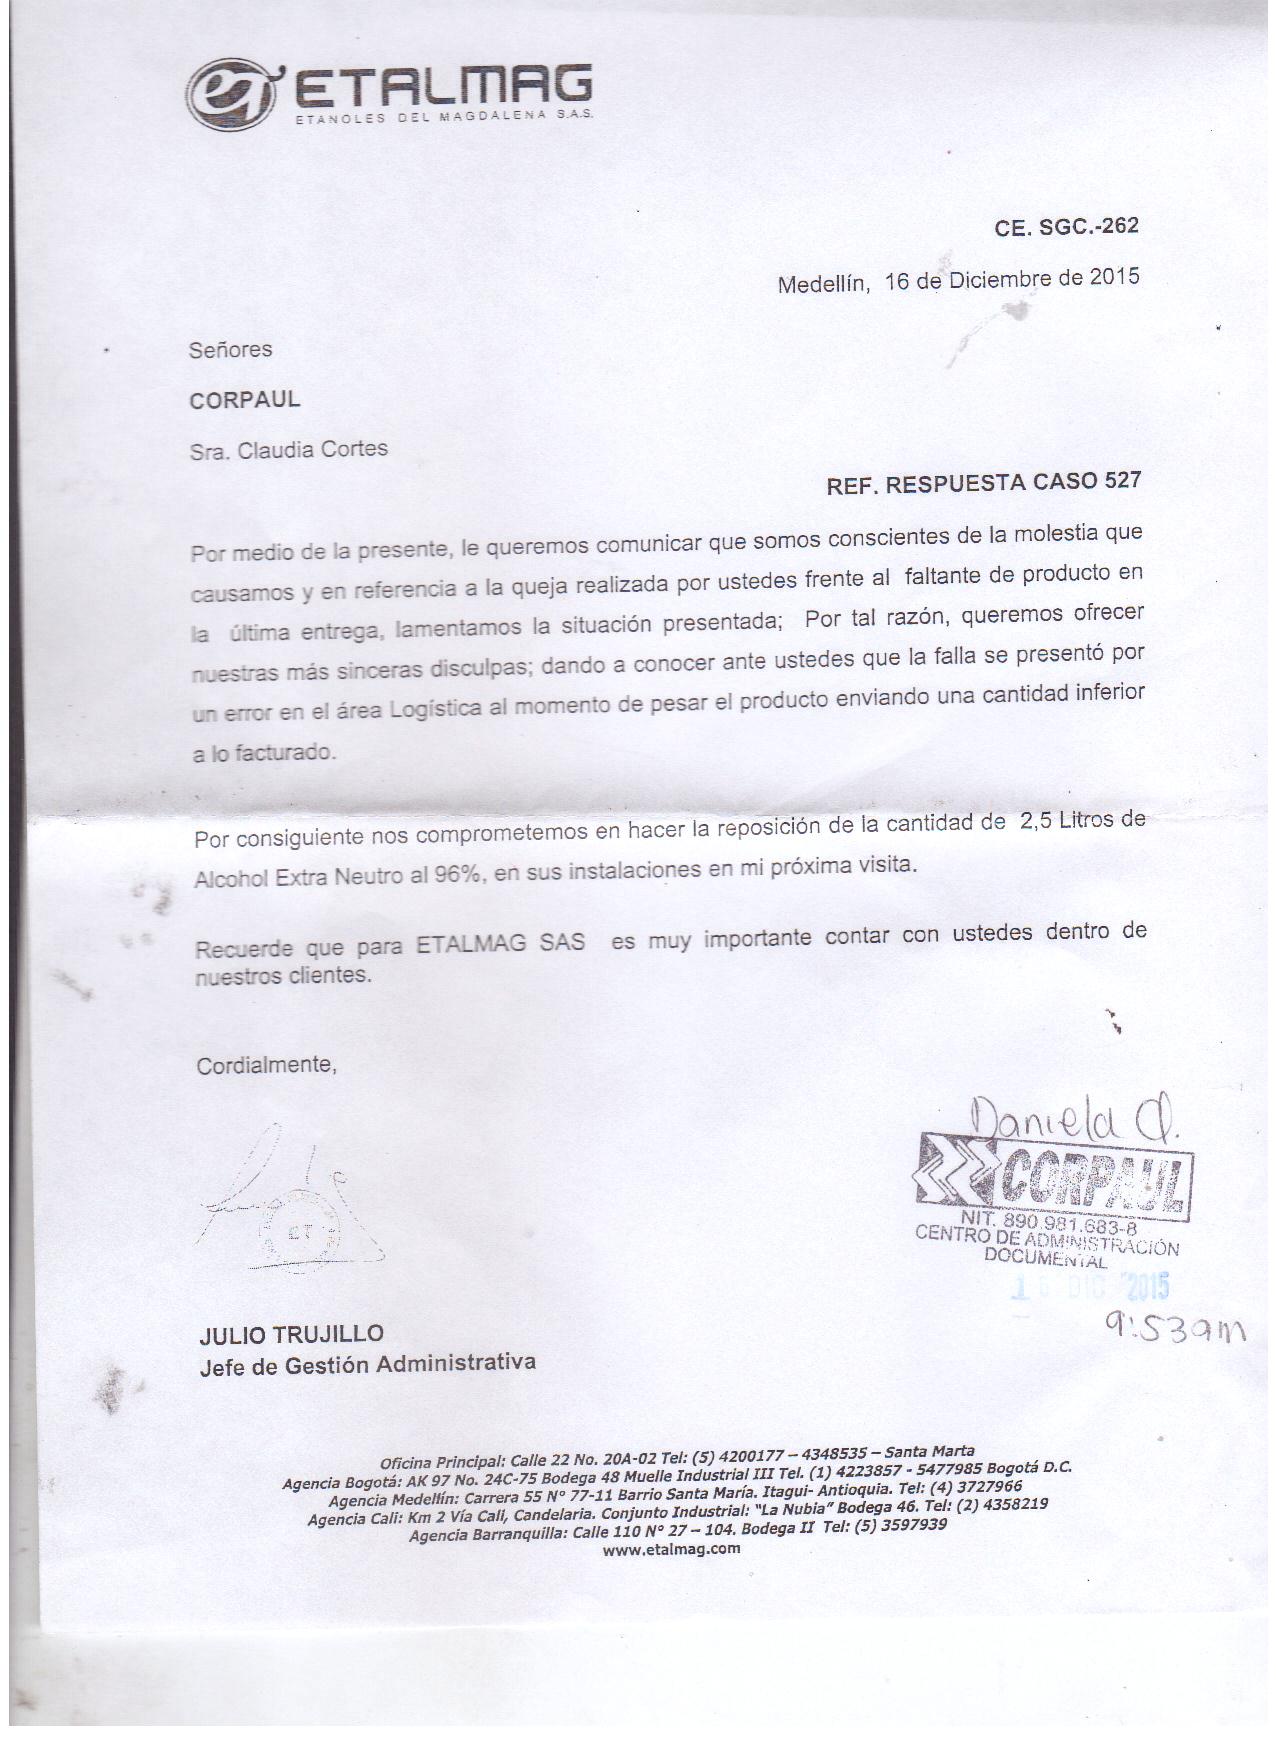 eT ETALMAG
ETANOLES DEL MAGDALENA S.A.S.
CE. SGC.-262
Medellín, 16 de Diciembre de 2015
Señores
CORPAUL
Sra. Claudia Cortes
REF. RESPUESTA CASO 527
Por medio de la presente, le queremos comunicar que somos conscientes de la molestia que
causamos y en referencia a la queja realizada por ustedes frente al faltante de producto en
la última entrega, lamentamos la situación presentada; Por tal razón, queremos ofrecer
nuestras más sinceras disculpas; dando a conocer ante ustedes que la falla se presentó por
un error en el área Logística al momento de pesar el producto enviando una cantidad inferior
a lo facturado.
Por consiguiente nos comprometemos en hacer la reposición de la cantidad de 2,5 Litros de
Alcohol Extra Neutro al 96%, en sus instalaciones en mi próxima visita.
Recuerde que para ETALMAG SAS es muy importante contar con ustedes dentro de
nuestros clientes.
Cordialmente,
Daniela
CORPAUL
NIT. 890.981.683-8
CENTRO DE ADMINISTRACIÓN
DOCUMENTAL
DIC 2015
9:53am
ET
JULIO TRUJILLO
Jefe de Gestión Administrativa
Oficina Principal: Calle 22 No. 20A-02 Tel: (5) 4200177 – 4348535 – Santa Marta
Agencia Bogotá: AK 97 No. 24C-75 Bodega 48 Muelle Industrial III Tel. (1) 4223857 - 5477985 Bogotá D.C.
Agencia Medellín: Carrera 55 N° 77-11 Barrio Santa María. Itagui- Antioquia. Tel: (4) 3727966
Agencia Cali: Km 2 Vía Cali, Candelaria. Conjunto Industrial: "La Nubia" Bodega 46. Tel: (2) 4358219
Agencia Barranquilla: Calle 110 N° 27 – 104. Bodega II Tel: (5) 3597939
www.etalmag.com